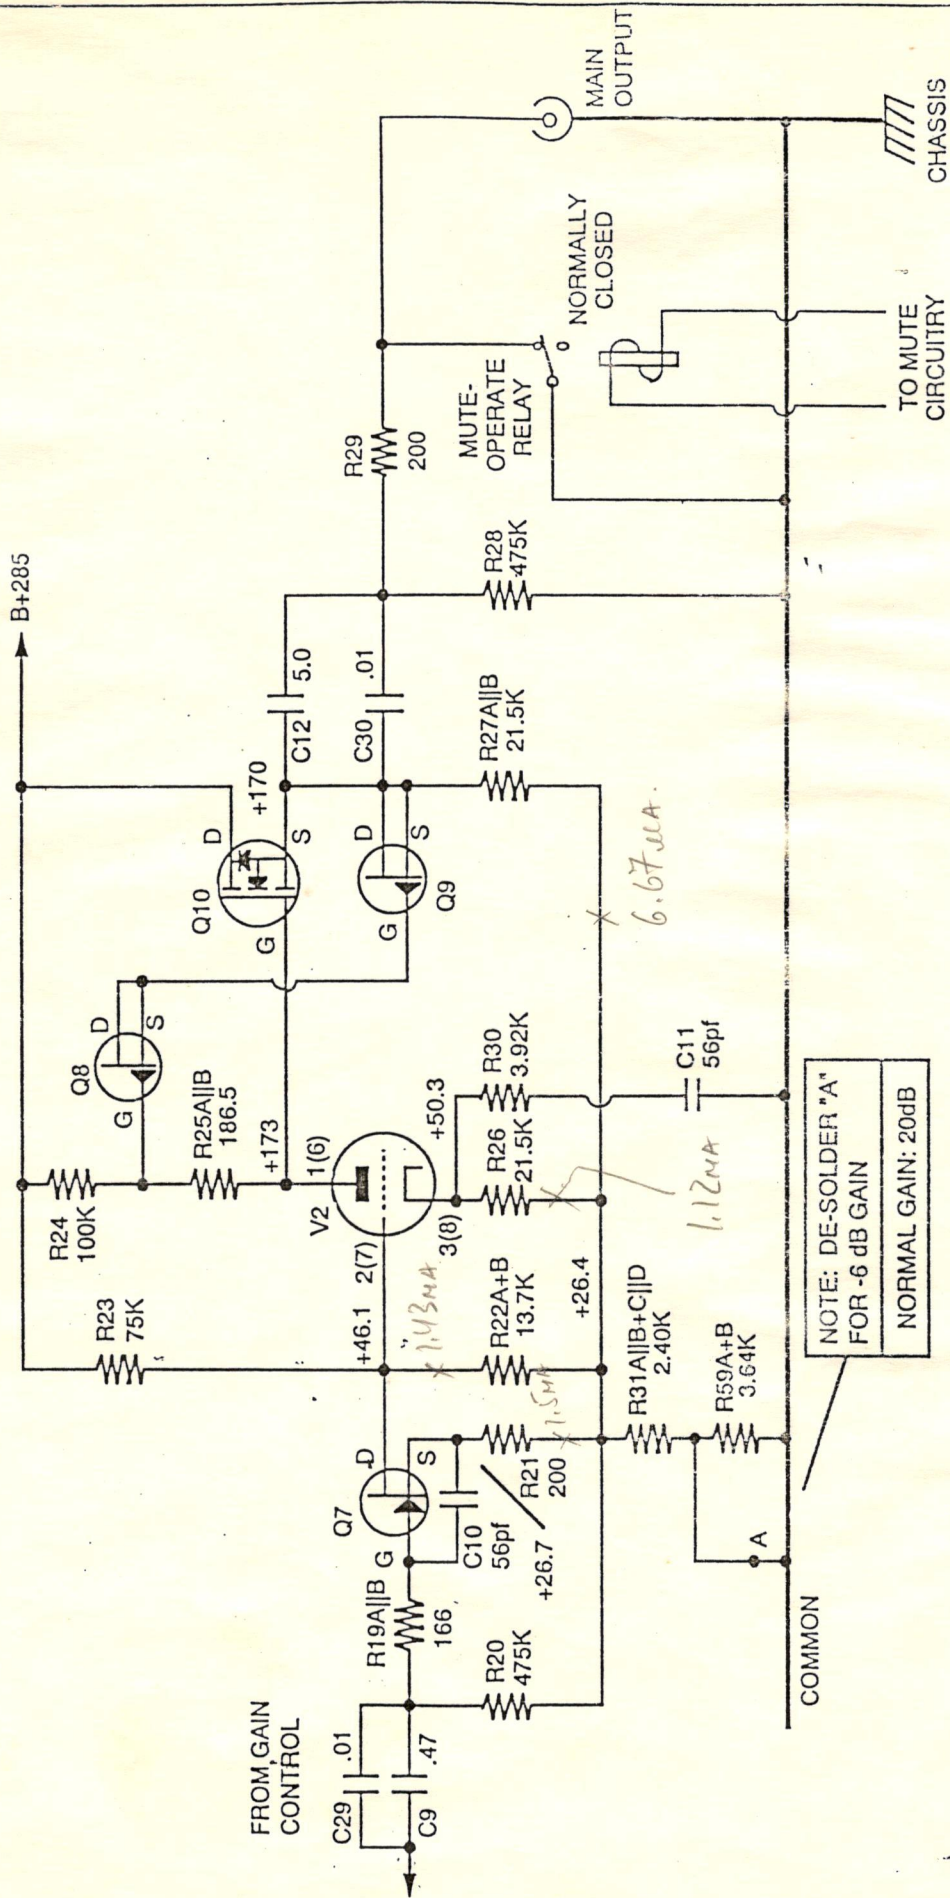 FROM GAIN
CONTROL
C29
.01
C9
.47
R19A||B
166
R20
475K
Q7
G
D
S
C10
56pf
+26.7
R21
200
1.5MA
R23
75K
+46.1
1.43MA
R22A+B
13.7K
+26.4
R31A||B+C||D
2.40K
R59A+B
3.64K
A
COMMON
R24
100K
R25A||B
186.5
+173
V2
1(6)
2(7)
3(8)
+50.3
R26
21.5K
R30
3.92K
1.12MA
C11
56pf
Q8
G
D
S
Q10
G
D
S
+170
Q9
D
S
C12
5.0
C30
.01
R27A||B
21.5K
6.67MA.
B+285
R28
475K
R29
200
MUTE-
OPERATE
RELAY
NORMALLY
CLOSED
MAIN
OUTPUT
TO MUTE
CIRCUITRY
CHASSIS
NOTE: DE-SOLDER "A"
FOR -6 dB GAIN
NORMAL GAIN: 20dB